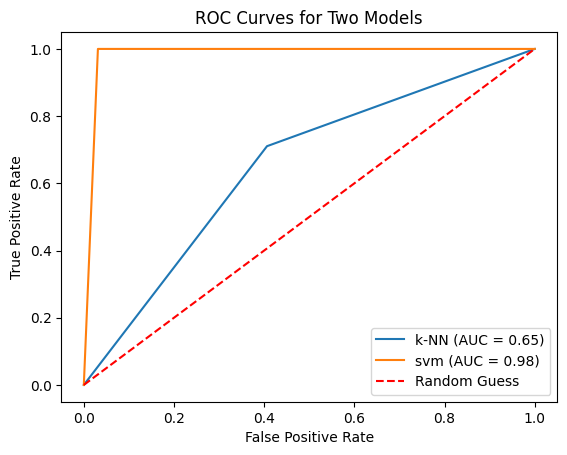 ROC Curves for Two Models
True Positive Rate
1.0
0.8
0.6
0.4
0.2
0.0
0.0 0.2 0.4 0.6 0.8 1.0
False Positive Rate
k-NN (AUC = 0.65)
svm (AUC = 0.98)
Random Guess